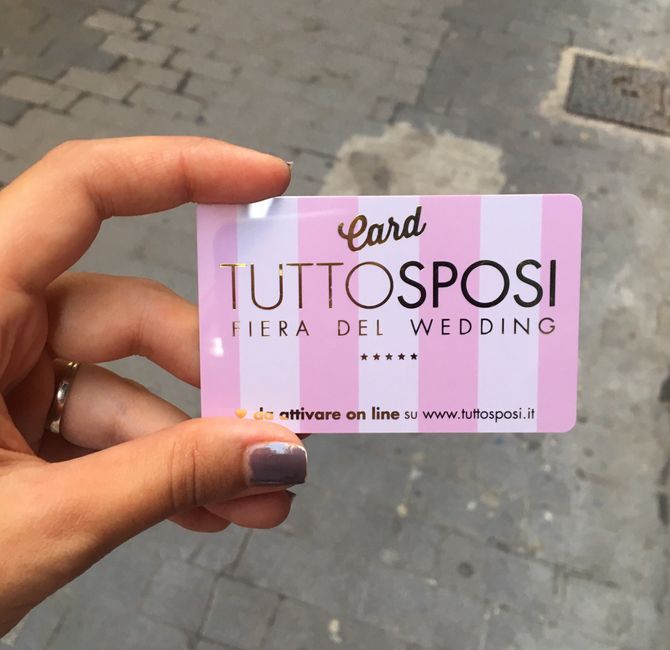 Card
TUTTOSPOSI
FIERA DEL WEDDING
da attivare on line su www.tuttosposi.it